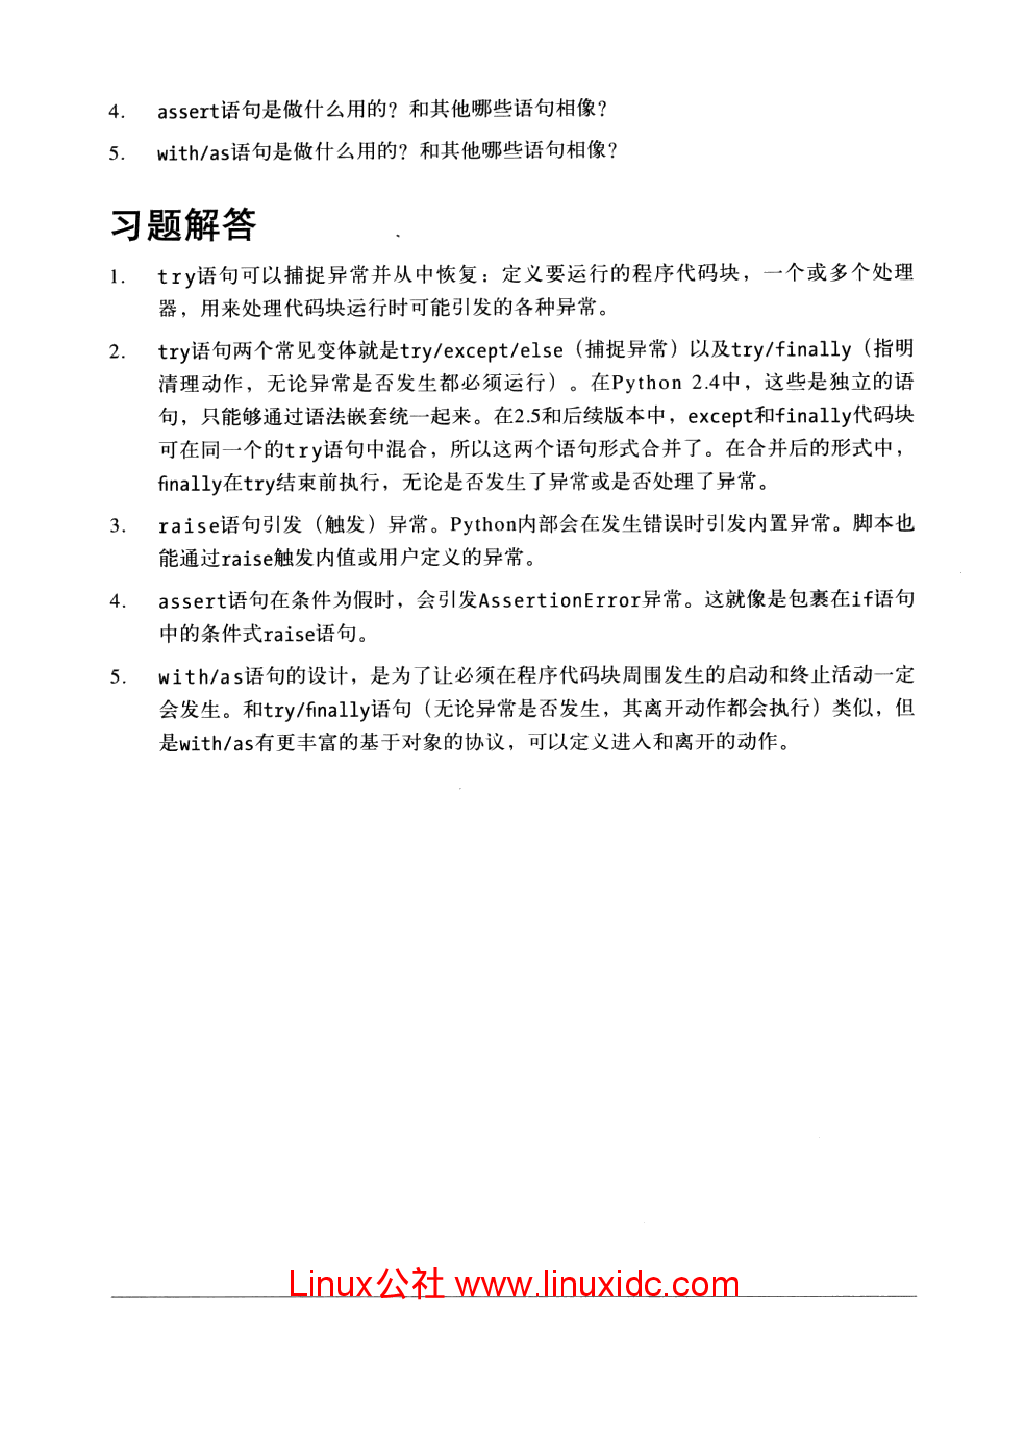 4. assert语句是做什么用的？和其他哪些语句相像？
5. with/as语句是做什么用的？和其他哪些语句相像？
习题解答
1. try语句可以捕捉异常并从中恢复：定义要运行的程序代码块，一个或多个处理
器，用来处理代码块运行时可能引发的各种异常。
2. try语句两个常见变体就是try/except/else（捕捉异常）以及try/finally（指明
清理动作，无论异常是否发生都必须运行）。在Python 2.4中，这些是独立的语
句，只能够通过语法嵌套统一起来。在2.5和后续版本中，except和finally代码块
可在同一个的try语句中混合，所以这两个语句形式合并了。在合并后的形式中，
finally在try结束前执行，无论是否发生了异常或是否处理了异常。
3. raise语句引发（触发）异常。Python内部会在发生错误时引发内置异常。脚本也
能通过raise触发内值或用户定义的异常。
4. assert语句在条件为假时，会引发AssertionError异常。这就像是包裹在if语句
中的条件式raise语句。
5. with/as语句的设计，是为了让必须在程序代码块周围发生的启动和终止活动一定
会发生。和try/finally语句（无论异常是否发生，其离开动作都会执行）类似，但
是with/as有更丰富的基于对象的协议，可以定义进入和离开的动作。
Linux公社 www.linuxidc.com